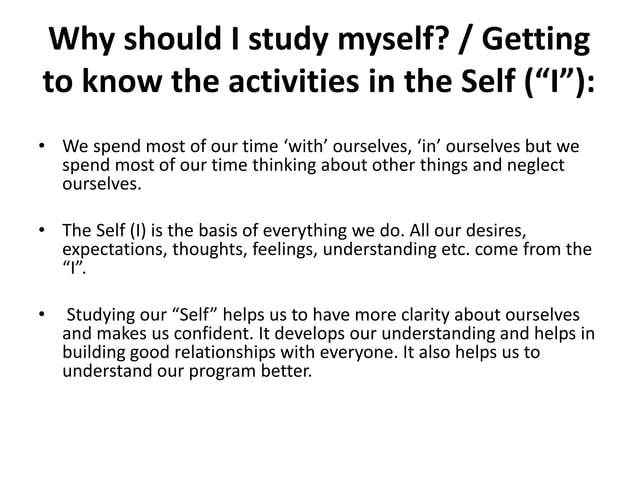 Why should I study myself? / Getting
to know the activities in the Self (“I”):
• We spend most of our time ‘with’ ourselves, ‘in’ ourselves but we
spend most of our time thinking about other things and neglect
ourselves.
• The Self (I) is the basis of everything we do. All our desires,
expectations, thoughts, feelings, understanding etc. come from the
“I”.
• Studying our “Self” helps us to have more clarity about ourselves
and makes us confident. It develops our understanding and helps in
building good relationships with everyone. It also helps us to
understand our program better.